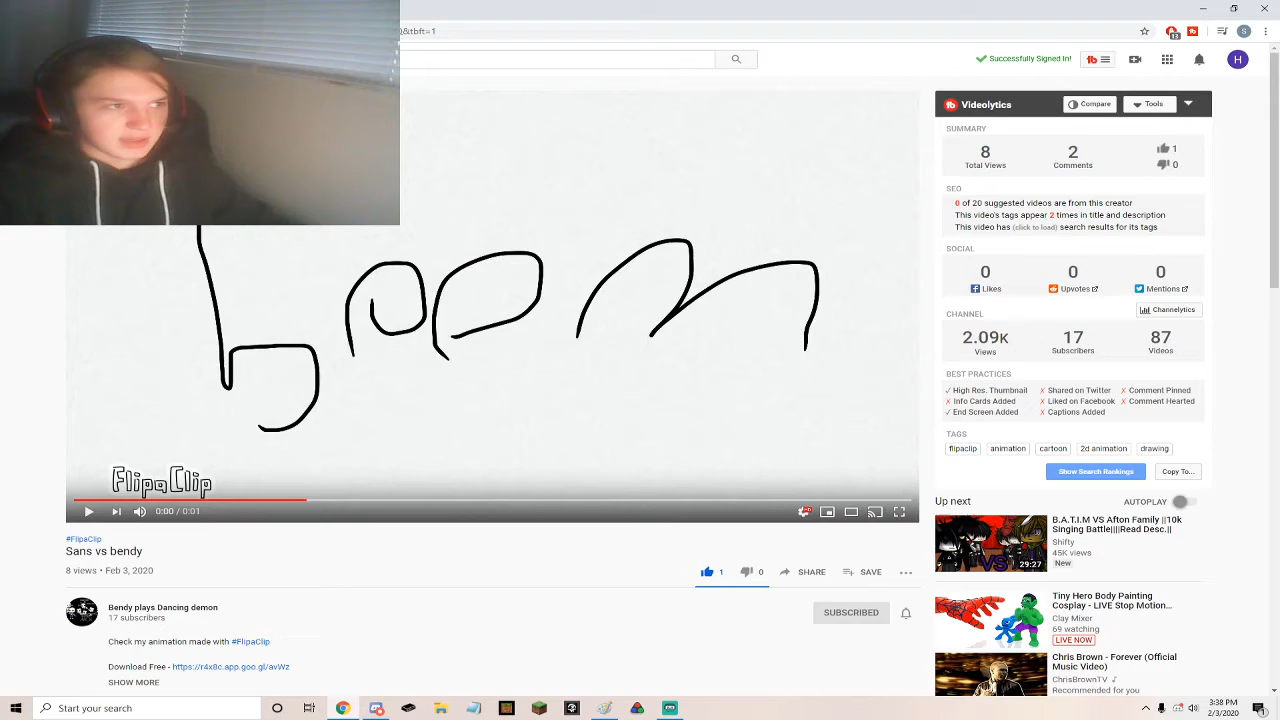 &tbft=1
13
Successfully Signed In!
H
S
FlipaClip
0:00 / 0:01
#FlipaClip
Sans vs bendy
8 views • Feb 3, 2020
1
0
SHARE
SAVE
Bendy plays Dancing demon
17 subscribers
SUBSCRIBED
Check my animation made with #FlipaClip
Download Free - https://r4x8c.app.goo.gl/avWz
SHOW MORE
Videolytics
Compare
Tools
SUMMARY
8
Total Views
2
Comments
1
0
SEO
0 of 20 suggested videos are from this creator
This video's tags appear 2 times in title and description
This video has (click to load) search results for its tags
SOCIAL
0
Likes
0
Upvotes
0
Mentions
Channelytics
CHANNEL
2.09K
Views
17
Subscribers
87
Videos
BEST PRACTICES
✓ High Res. Thumbnail ✗ Shared on Twitter ✗ Comment Pinned
✗ Info Cards Added ✗ Liked on Facebook ✗ Comment Hearted
✓ End Screen Added ✗ Captions Added
TAGS
flipaclip animation cartoon 2d animation drawing
Show Search Rankings
Copy To...
Up next
AUTOPLAY
B.A.T.I.M VS Afton Family ||10k
Singing Battle||||Read Desc.||
Shifty
45K views
New
VS
29:27
Tiny Hero Body Painting
Cosplay - LIVE Stop Motion...
Clay Mixer
69 watching
LIVE NOW
Chris Brown - Forever (Official
Music Video)
ChrisBrownTV
Recommended for you
Start your search
3:38 PM
2/3/2020